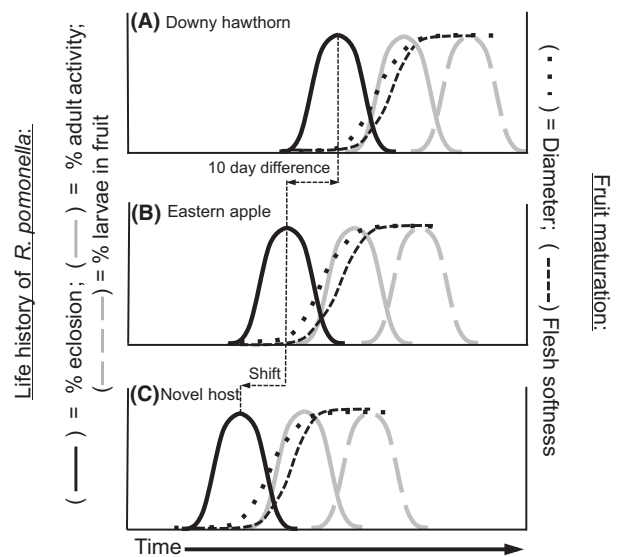 Life history of R. pomonella:
( — ) = % eclosion; ( — ) = % adult activity;
( — — — ) = % larvae in fruit
(A) Downy hawthorn
10 day difference
(B) Eastern apple
Shift
(C) Novel host
Time
( . . . ) = Diameter; ( ----- ) Flesh softness
Fruit maturation: